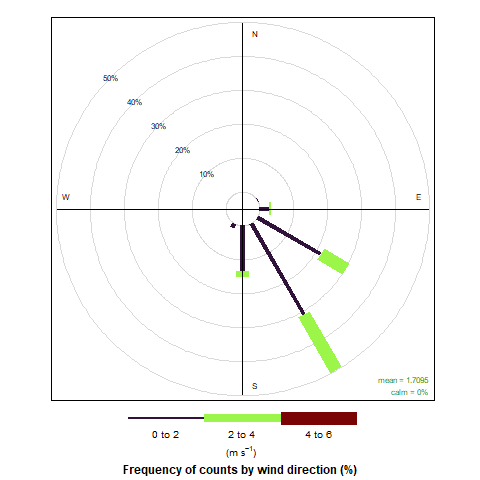 N
50%
40%
30%
20%
10%
W
E
S
mean = 1.7095
calm = 0%
0 to 2 2 to 4 4 to 6
(m s⁻¹)
Frequency of counts by wind direction (%)